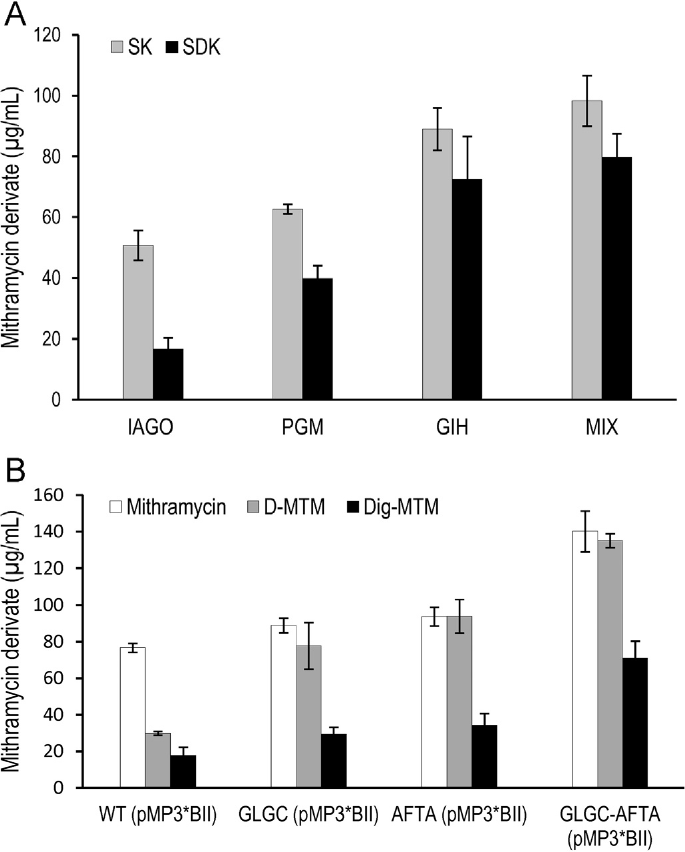 A
Mithramycin derivate (µg/mL)
120
100
80
60
40
20
0
SK SDK
IAGO PGM GIH MIX
B
Mithramycin derivate (µg/mL)
160
140
120
100
80
60
40
20
0
Mithramycin D-MTM Dig-MTM
WT (pMP3*BII) GLGC (pMP3*BII) AFTA (pMP3*BII) GLGC-AFTA
(pMP3*BII)